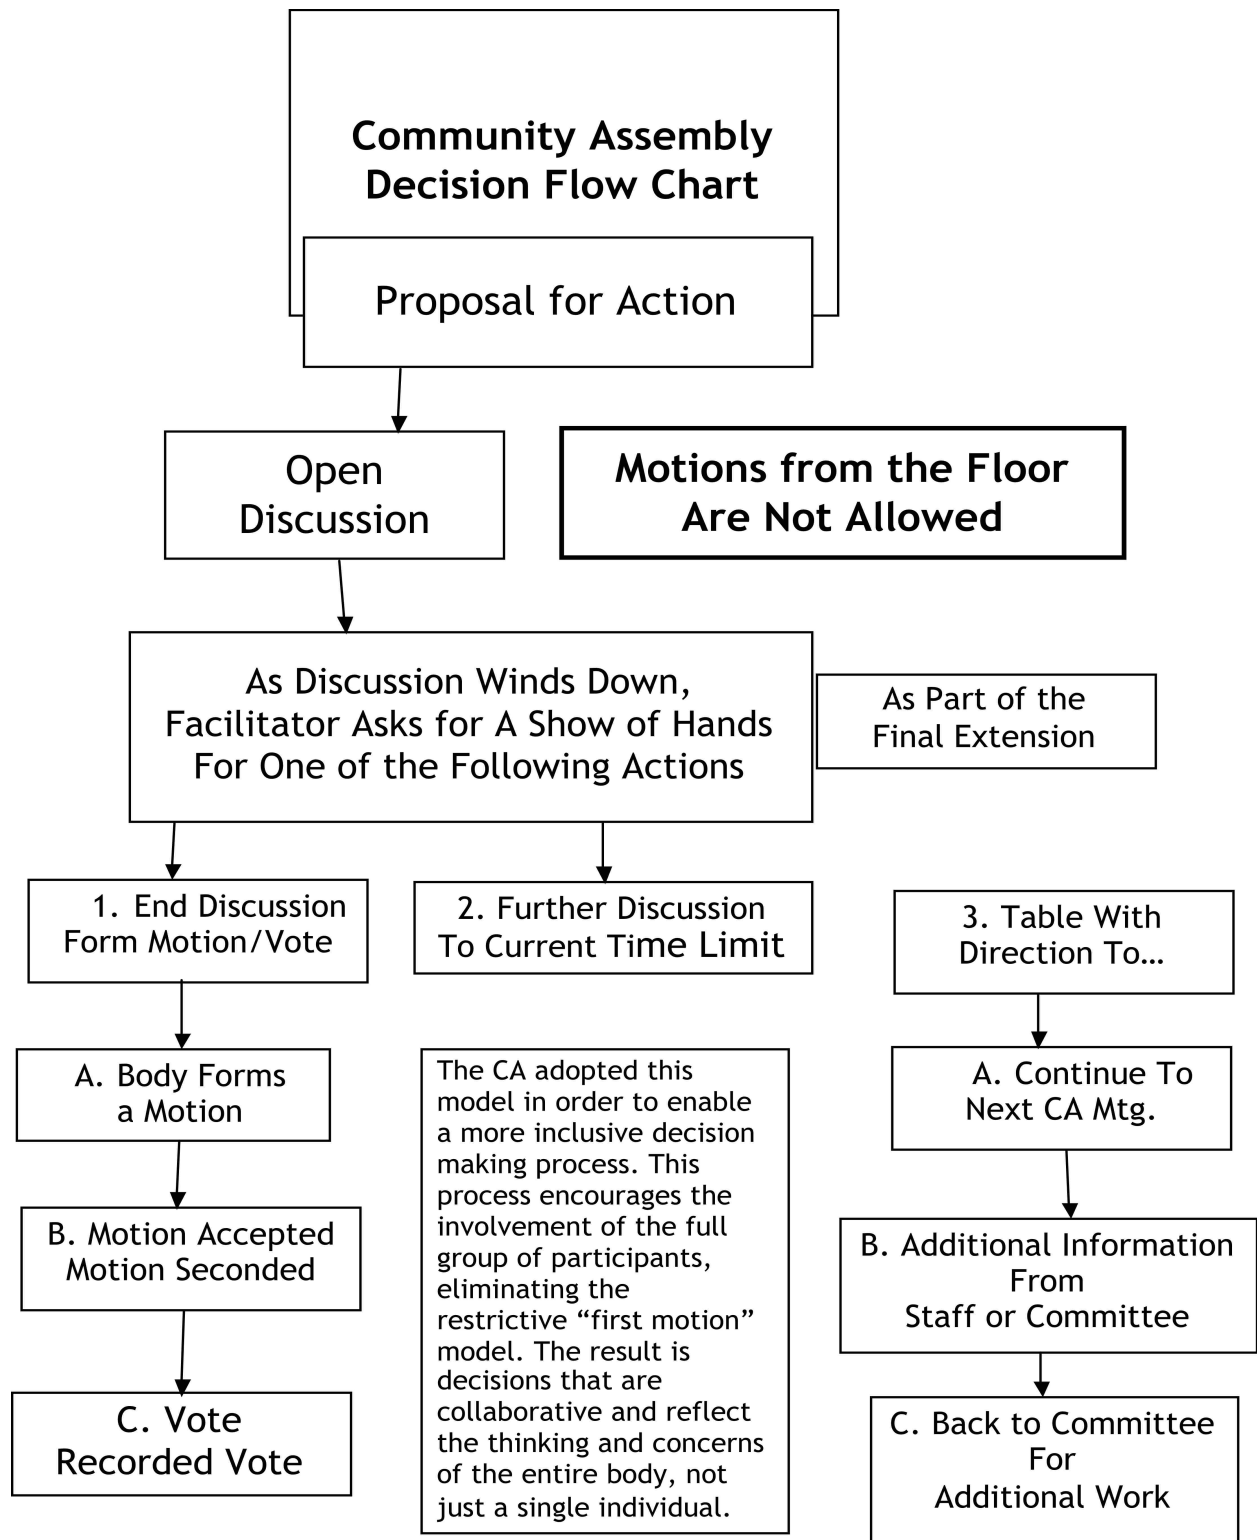 Community Assembly
Decision Flow Chart
Proposal for Action
Open
Discussion
Motions from the Floor
Are Not Allowed
As Discussion Winds Down,
Facilitator Asks for A Show of Hands
For One of the Following Actions
As Part of the
Final Extension
1. End Discussion
Form Motion/Vote
2. Further Discussion
To Current Time Limit
3. Table With
Direction To…
A. Body Forms
a Motion
B. Motion Accepted
Motion Seconded
C. Vote
Recorded Vote
The CA adopted this
model in order to enable
a more inclusive decision
making process. This
process encourages the
involvement of the full
group of participants,
eliminating the
restrictive “first motion”
model. The result is
decisions that are
collaborative and reflect
the thinking and concerns
of the entire body, not
just a single individual.
A. Continue To
Next CA Mtg.
B. Additional Information
From
Staff or Committee
C. Back to Committee
For
Additional Work